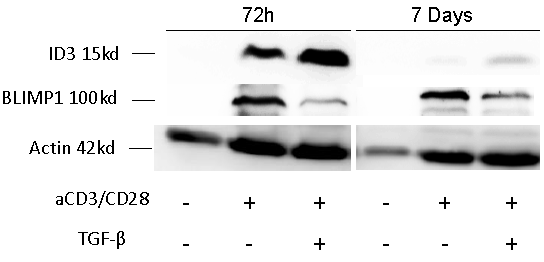 72h 7 Days
ID3 15kd
BLIMP1 100kd
Actin 42kd
aCD3/CD28 - + + - + +
TGF-β - - + - - +